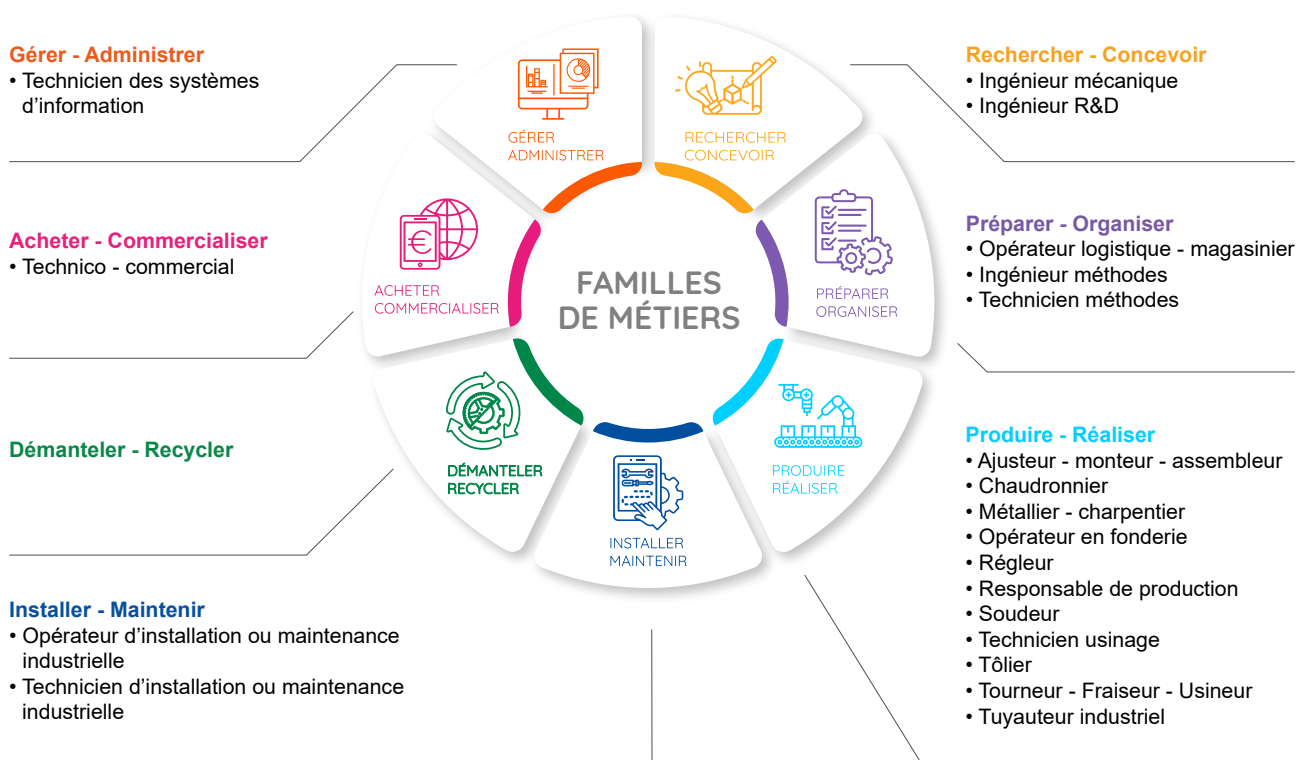 Gérer - Administrer
• Technicien des systèmes
d’information
Acheter - Commercialiser
• Technico - commercial
Démanteler - Recycler
Installer - Maintenir
• Opérateur d’installation ou maintenance
industrielle
• Technicien d’installation ou maintenance
industrielle
GÉRER
ADMINISTRER
RECHERCHER
CONCEVOIR
ACHETER
COMMERCIALISER
€
FAMILLES
DE MÉTIERS
PRÉPARER
ORGANISER
DÉMANTELER
RECYCLER
INSTALLER
MAINTENIR
PRODUIRE
RÉALISER
Rechercher - Concevoir
• Ingénieur mécanique
• Ingénieur R&D
Préparer - Organiser
• Opérateur logistique - magasinier
• Ingénieur méthodes
• Technicien méthodes
Produire - Réaliser
• Ajusteur - monteur - assembleur
• Chaudronnier
• Métallier - charpentier
• Opérateur en fonderie
• Régleur
• Responsable de production
• Soudeur
• Technicien usinage
• Tôlier
• Tourneur - Fraiseur - Usineur
• Tuyauteur industriel